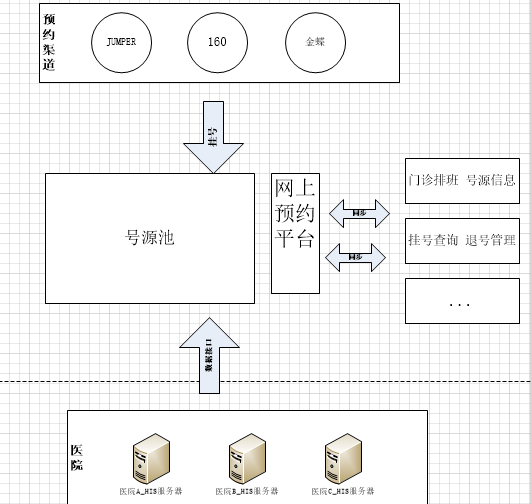 预约渠道
JUMPER
160
金蝶
挂号
号源池
网上
预约
平台
同步
同步
门诊排班 号源信息
挂号查询 退号管理
...
数据接口
医院
医院A_HIS服务器
医院B_HIS服务器
医院C_HIS服务器